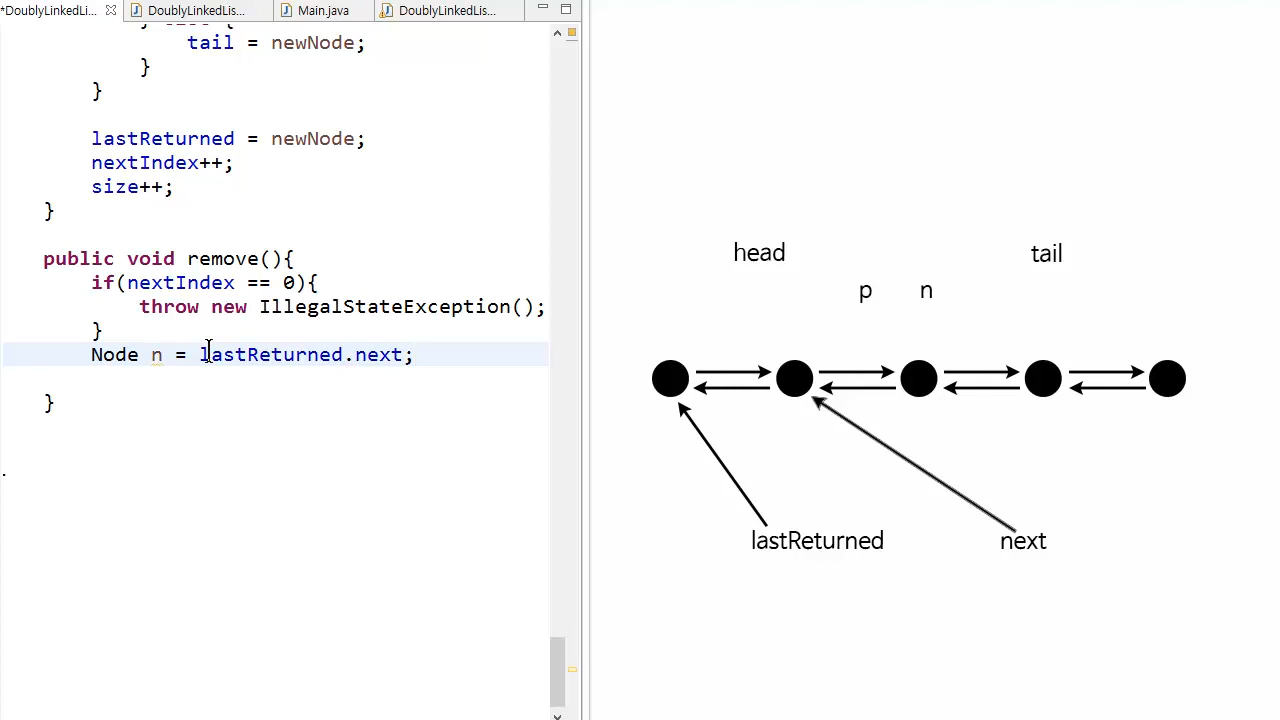 *DoublyLinkedLi...
DoublyLinkedLis...
Main.java
DoublyLinkedLis...
tail = newNode;
}
}
lastReturned = newNode;
nextIndex++;
size++;
}
public void remove(){
if(nextIndex == 0){
throw new IllegalStateException();
}
Node n = lastReturned.next;
}
head
tail
p
n
lastReturned
next